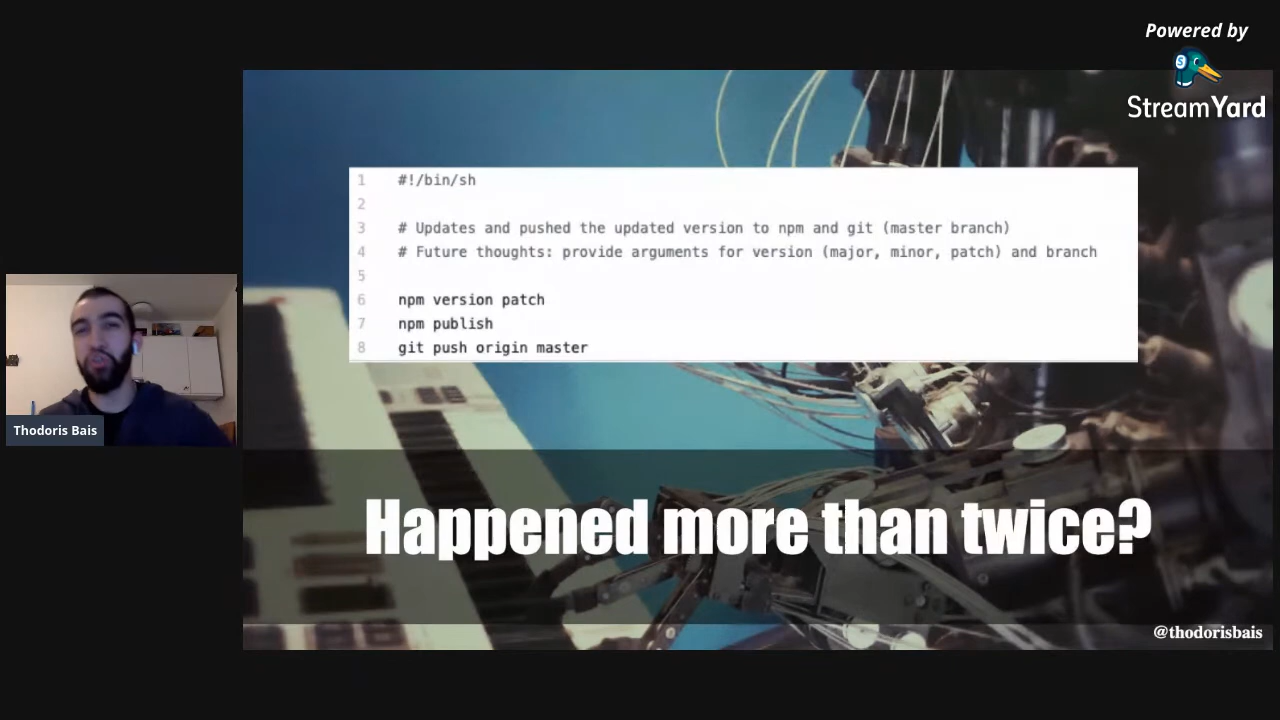 Powered by
StreamYard
1 #!/bin/sh
2
3 # Updates and pushed the updated version to npm and git (master branch)
4 # Future thoughts: provide arguments for version (major, minor, patch) and branch
5
6 npm version patch
7 npm publish
8 git push origin master
Thodoris Bais
Happened more than twice?
@thodorisbais